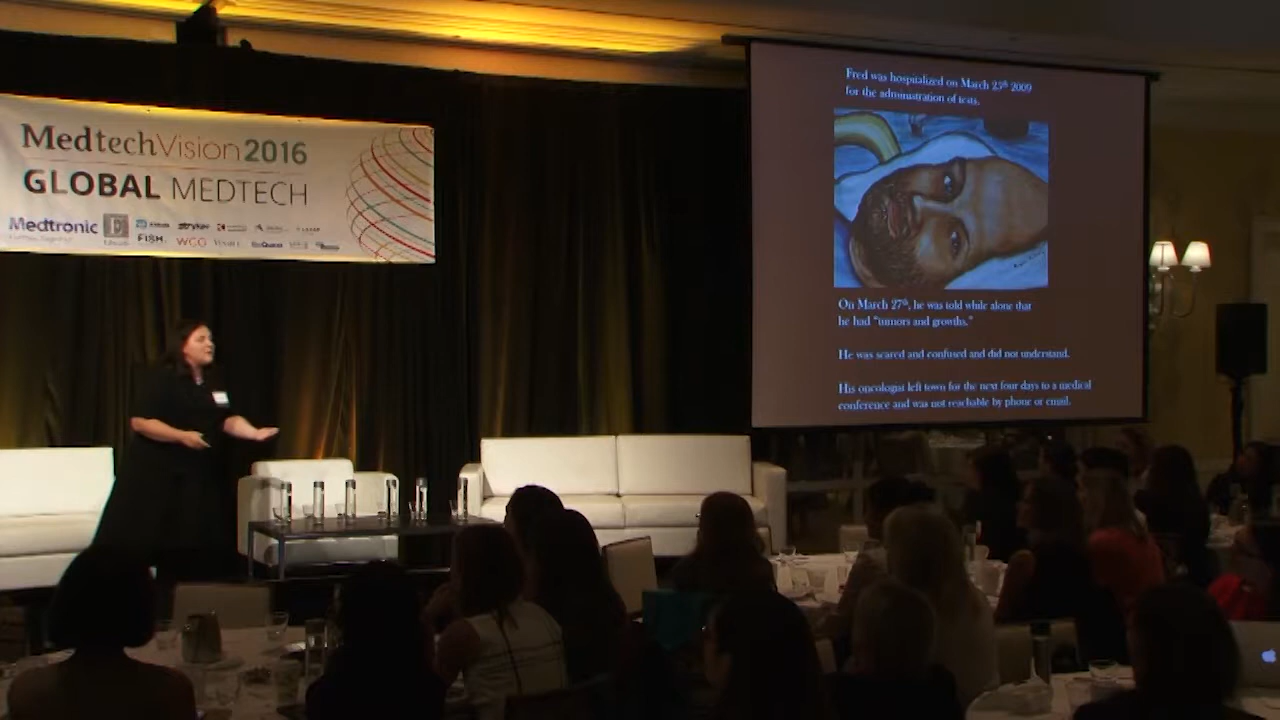 MedtechVision 2016
GLOBAL MEDTECH
Medtronic
FISH
WCG
Fred was hospitalized on March 25th 2009
for the administration of tests.
On March 27th, he was told while alone that
he had "tumors and growths."
He was scared and confused and did not understand.
His oncologist left town for the next four days to a medical
conference and was not reachable by phone or email.